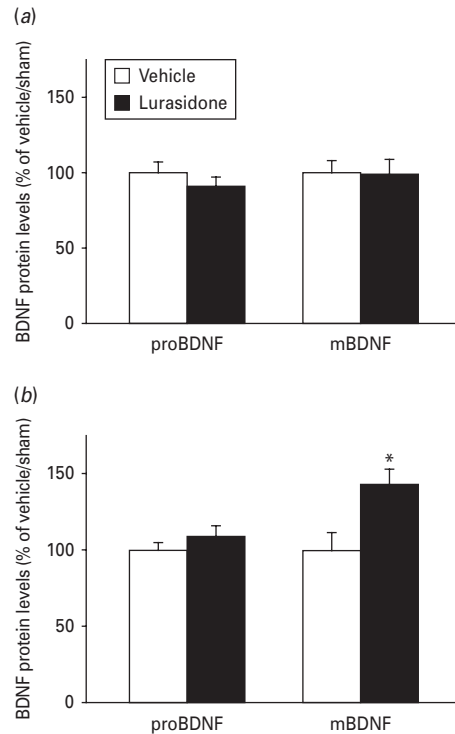 (a)
BDNF protein levels (% of vehicle/sham)
150
100
50
0
Vehicle
Lurasidone
proBDNF
mBDNF
(b)
BDNF protein levels (% of vehicle/sham)
150
100
50
0
*
proBDNF
mBDNF